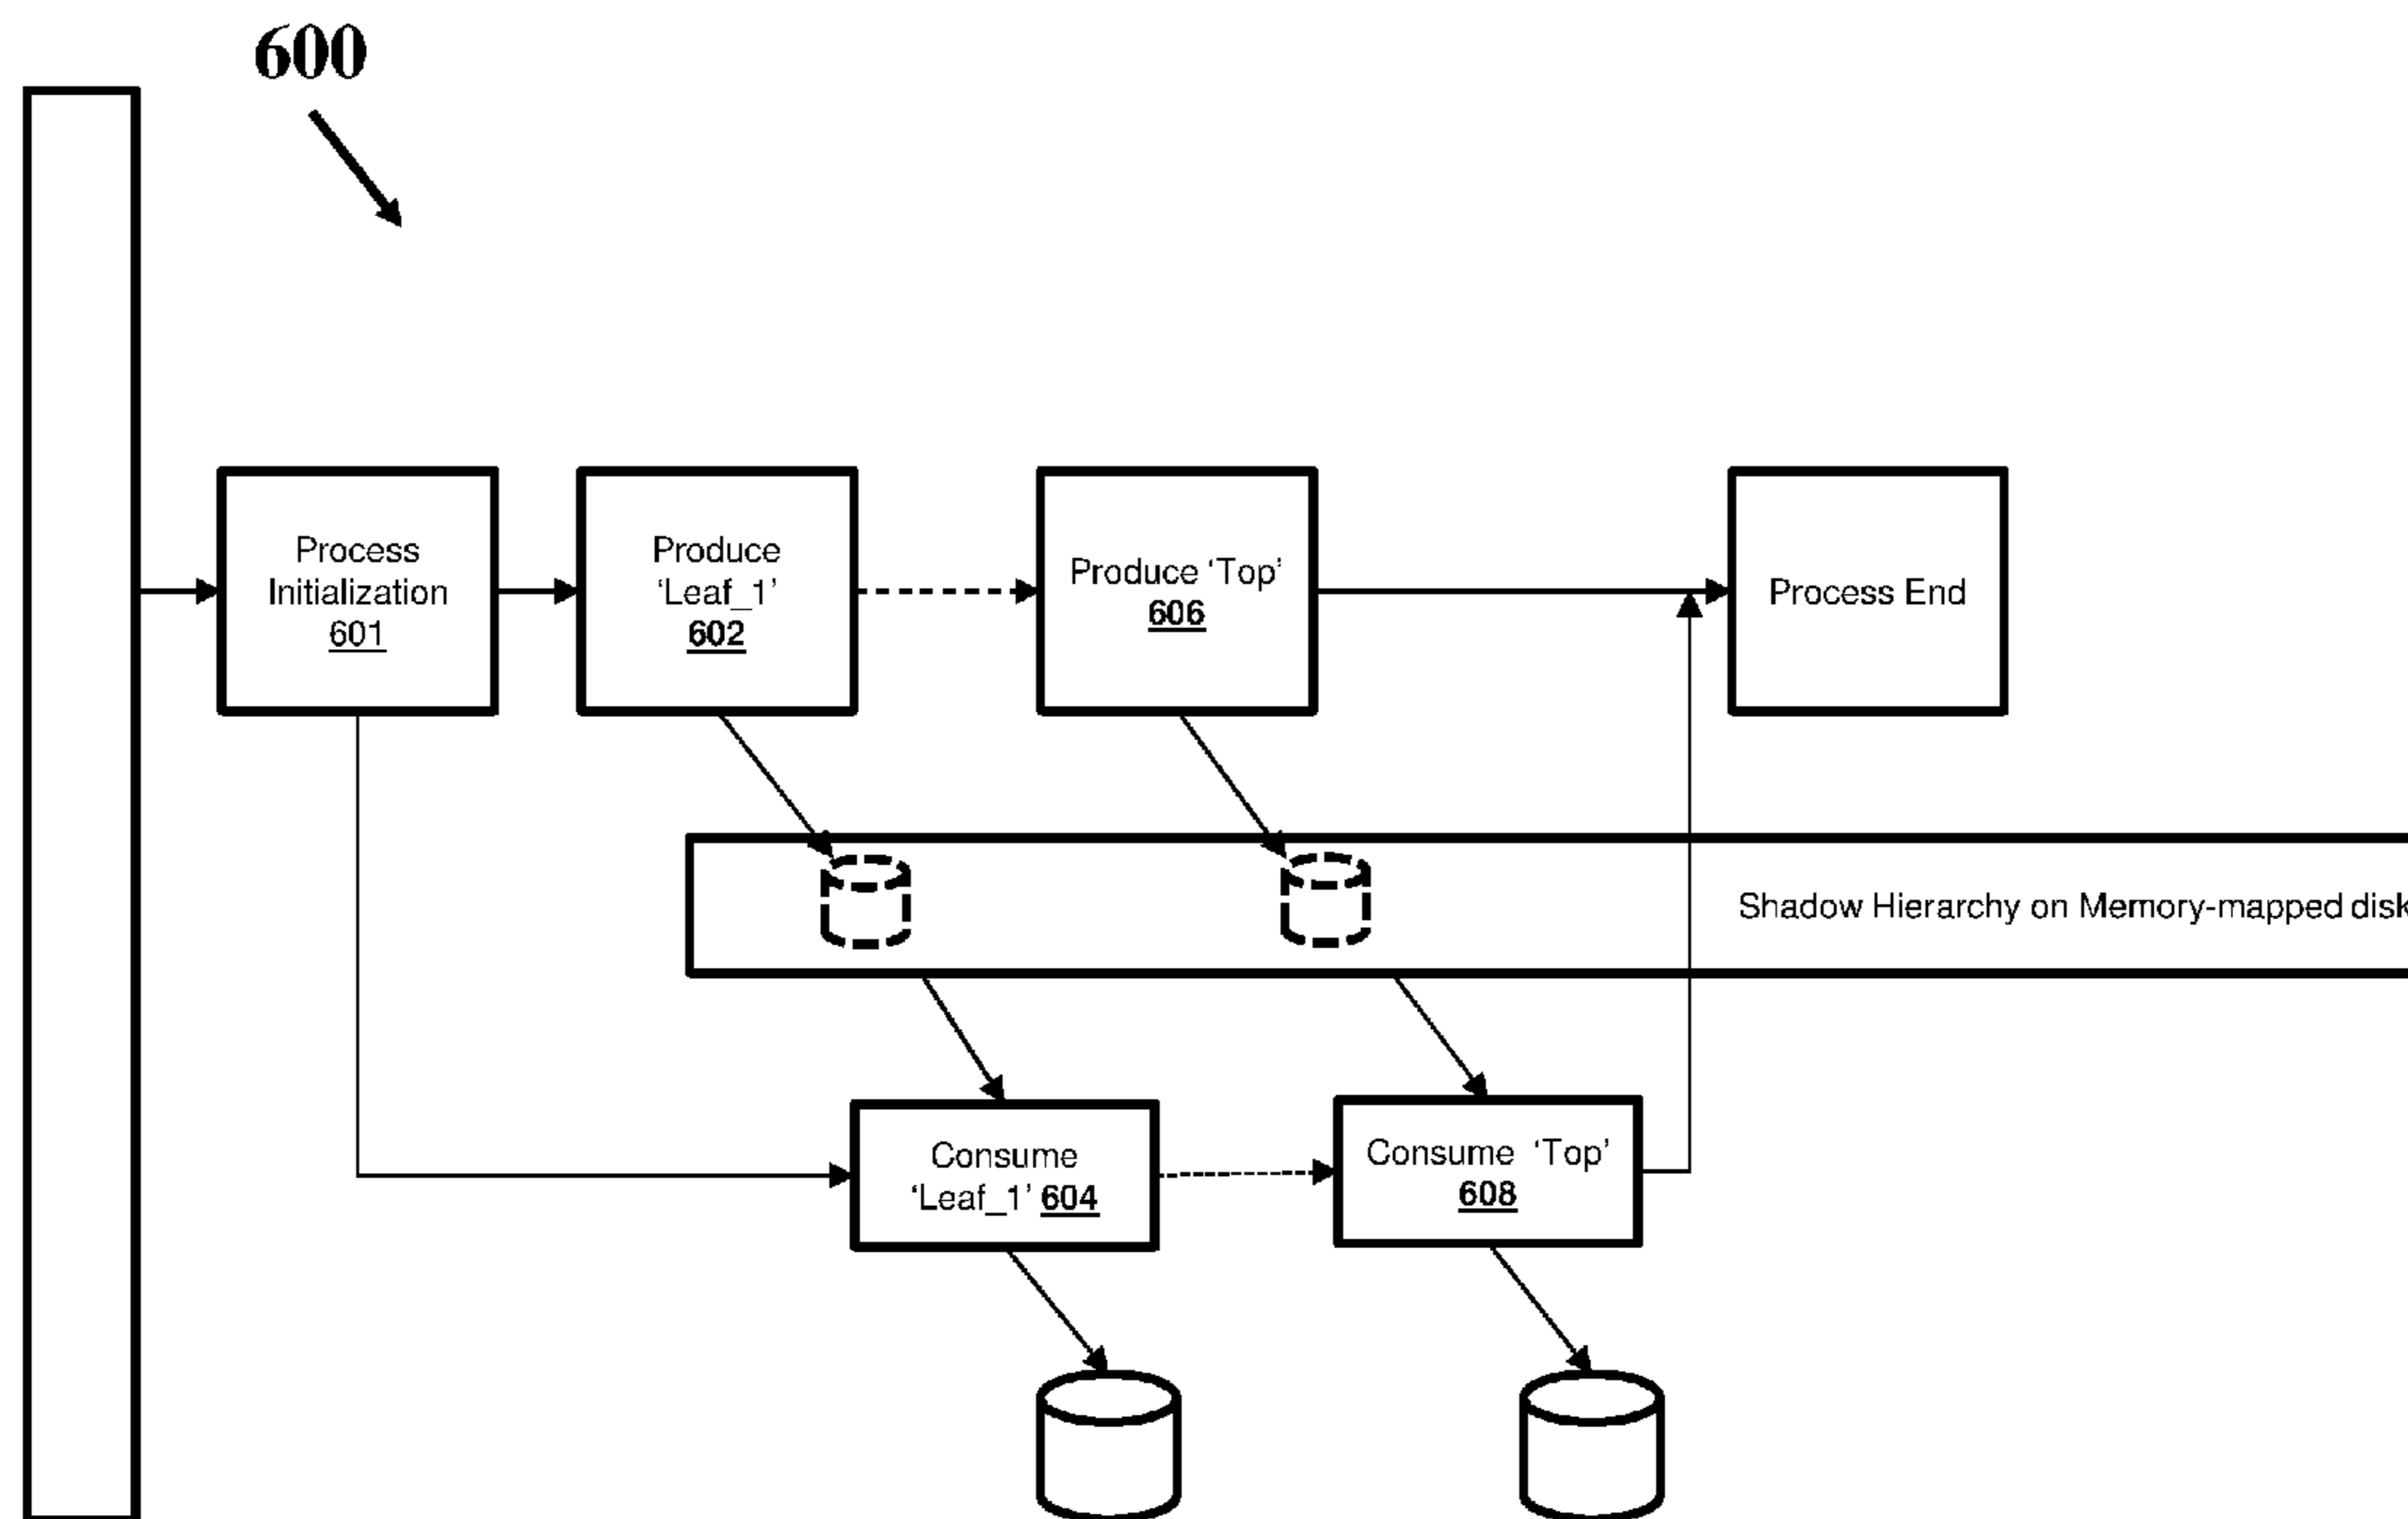 600
Process
Initialization
601
Produce
‘Leaf_1’
602
Produce ‘Top’
606
Process End
Shadow Hierarchy on Memory-mapped disk
Consume
‘Leaf_1’ 604
Consume ‘Top’
608